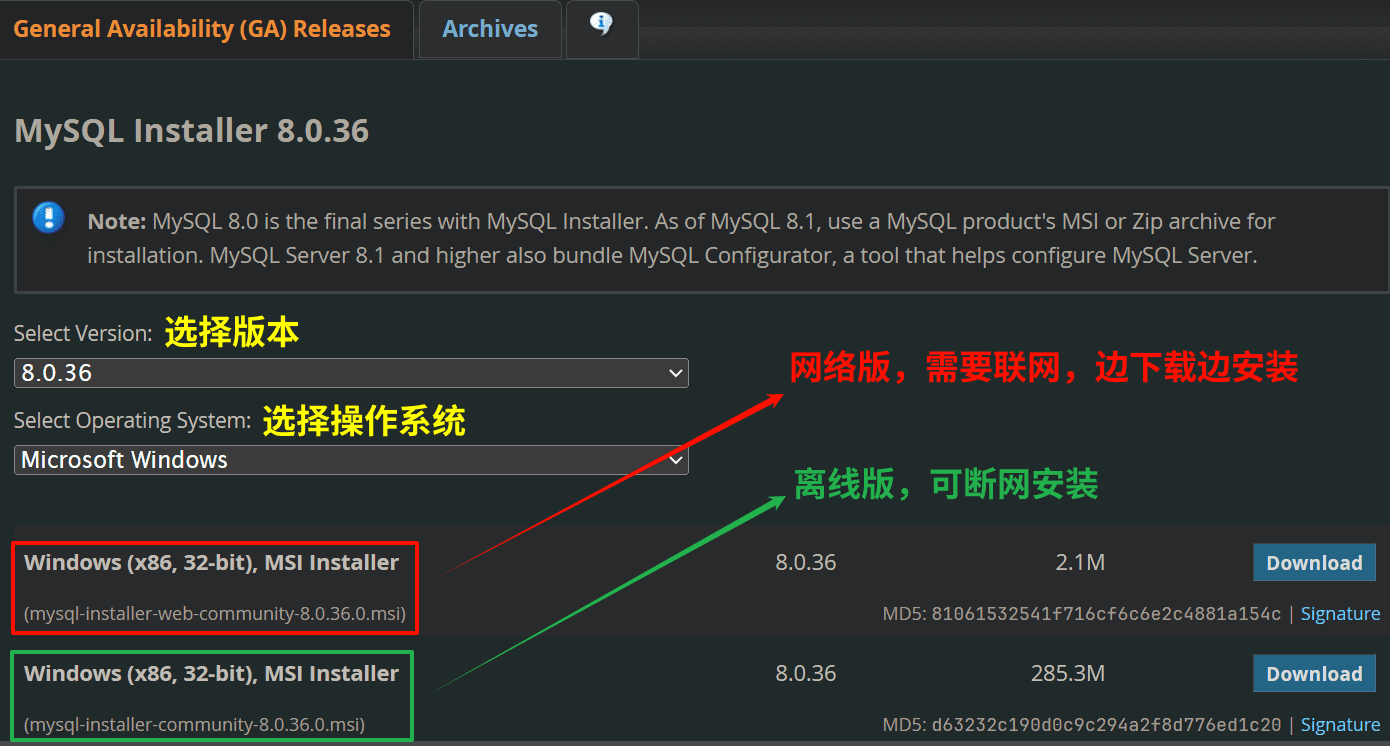 General Availability (GA) Releases
Archives
MySQL Installer 8.0.36
Note: MySQL 8.0 is the final series with MySQL Installer. As of MySQL 8.1, use a MySQL product's MSI or Zip archive for
installation. MySQL Server 8.1 and higher also bundle MySQL Configurator, a tool that helps configure MySQL Server.
Select Version: 选择版本
8.0.36
网络版，需要联网，边下载边安装
Select Operating System: 选择操作系统
Microsoft Windows
离线版，可断网安装
Windows (x86, 32-bit), MSI Installer 8.0.36 2.1M Download
(mysql-installer-web-community-8.0.36.0.msi) MD5: 81061532541f716cf6c6e2c4881a154c | Signature
Windows (x86, 32-bit), MSI Installer 8.0.36 285.3M Download
(mysql-installer-community-8.0.36.0.msi) MD5: d63232c190d0c9c294a2f8d776ed1c20 | Signature